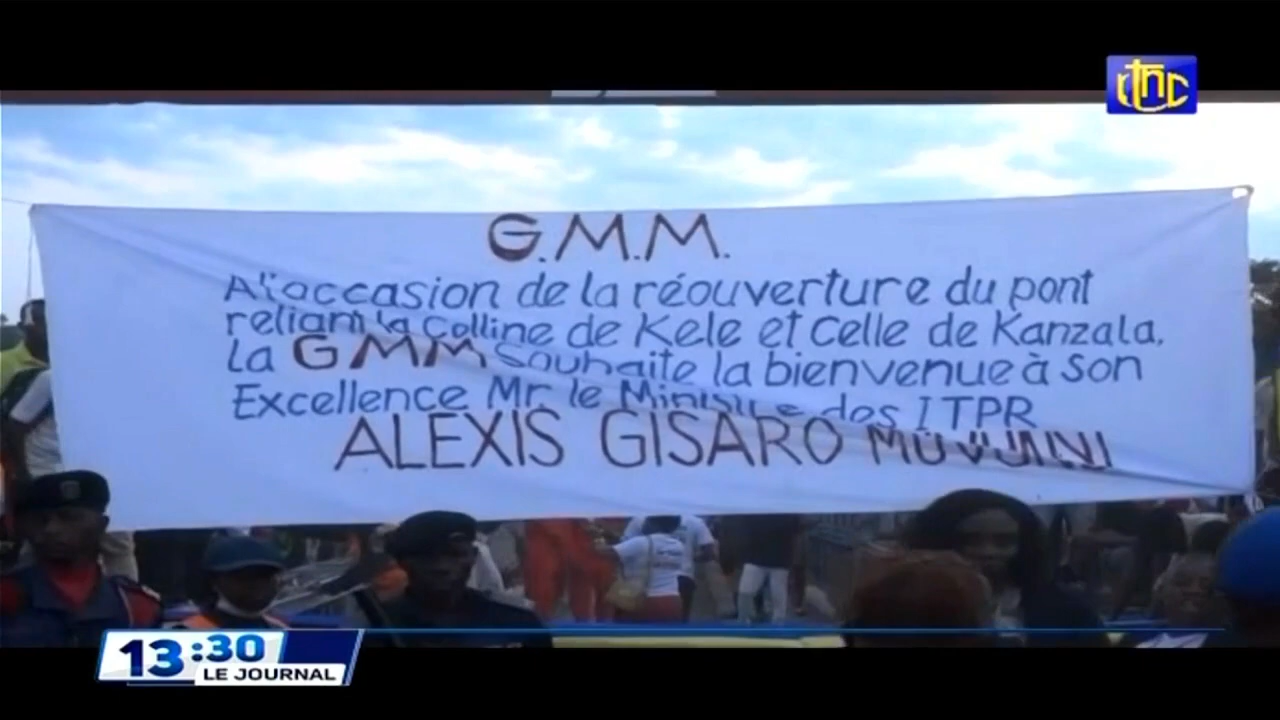 rtnc
G.M.M.
A l'occasion de la réouverture du pont
reliant la Colline de Kele et Celle de Kanzala,
la GMM Souhaite la bienvenue à Son
Excellence Mr le Ministre des ITPR
ALEXIS GISARO MUVUNI
13:30
LE JOURNAL